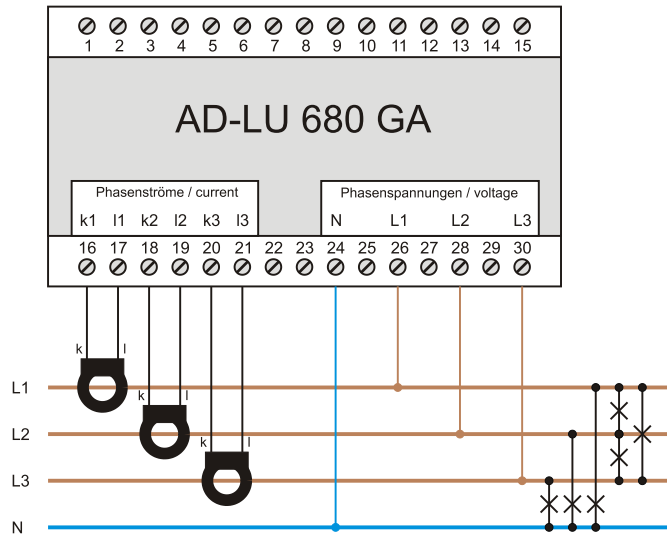 1 2 3 4 5 6 7 8 9 10 11 12 13 14 15
AD-LU 680 GA
Phasenströme / current
Phasenspannungen / voltage
k1 l1 k2 l2 k3 l3
N L1 L2 L3
16 17 18 19 20 21 22 23 24 25 26 27 28 29 30
k l
L1
k l
L2
k l
L3
N